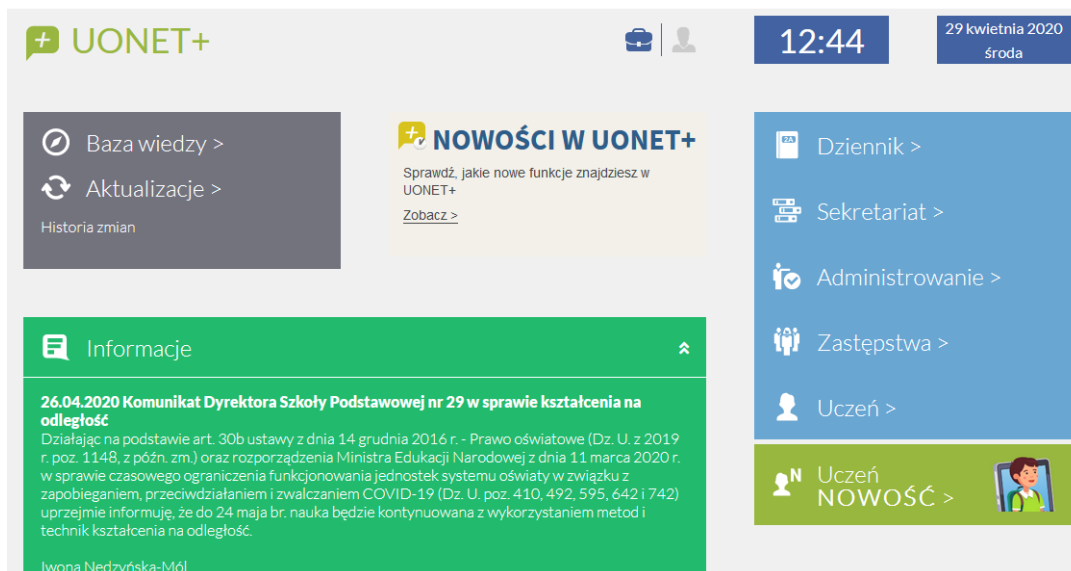 UONET+
12:44
29 kwietnia 2020
środa
Baza wiedzy >
Aktualizacje >
Historia zmian
NOWOŚCI W UONET+
Sprawdź, jakie nowe funkcje znajdziesz w
UONET+
Zobacz >
Dziennik >
Sekretariat >
Administrowanie >
Zastępstwa >
Uczeń >
Uczeń
NOWOŚĆ >
Informacje
26.04.2020 Komunikat Dyrektora Szkoły Podstawowej nr 29 w sprawie kształcenia na
odległość
Działając na podstawie art. 30b ustawy z dnia 14 grudnia 2016 r. - Prawo oświatowe (Dz. U. z 2019
r. poz. 1148, z późn. zm.) oraz rozporządzenia Ministra Edukacji Narodowej z dnia 11 marca 2020 r.
w sprawie czasowego ograniczenia funkcjonowania jednostek systemu oświaty w związku z
zapobieganiem, przeciwdziałaniem i zwalczaniem COVID-19 (Dz. U. poz. 410, 492, 595, 642 i 742)
uprzejmie informuję, że do 24 maja br. nauka będzie kontynuowana z wykorzystaniem metod i
technik kształcenia na odległość.
Iwona Nędzyńska-Mól